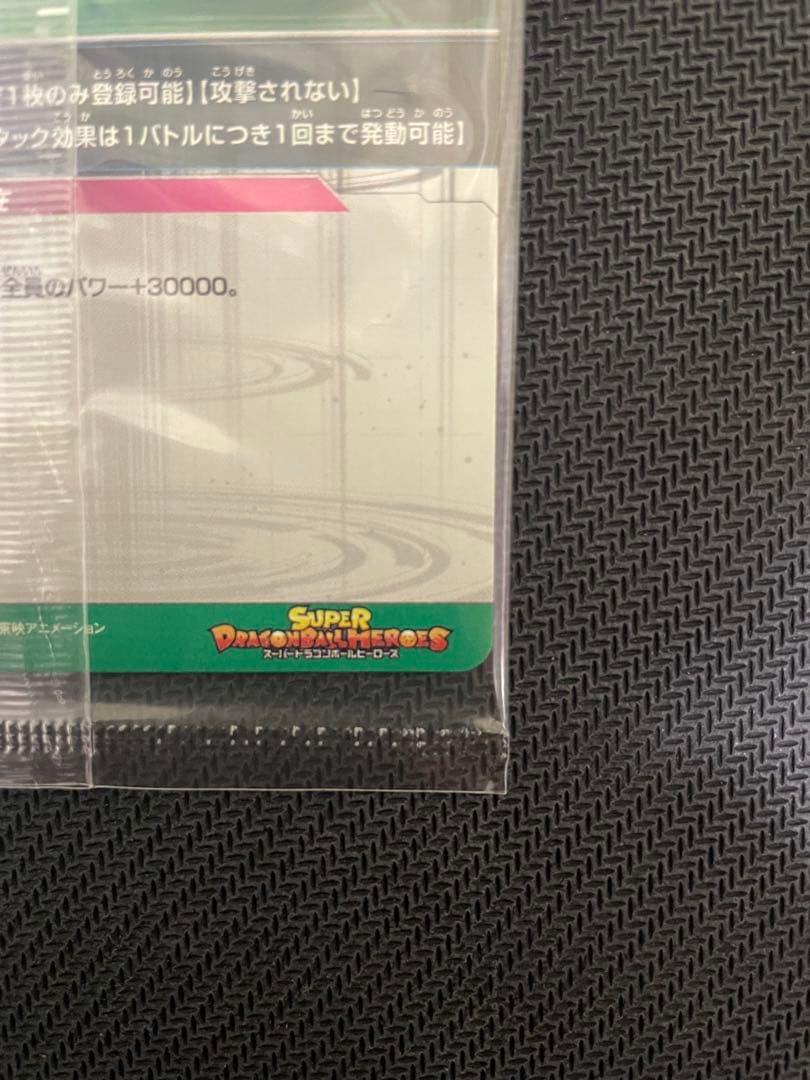 1枚のみ登録可能】【攻撃されない】
タック効果は1バトルにつき1回まで発動可能】
全員のパワー+30000。
東映アニメーション
SUPER
DRAGONBALL HEROES
スーパードラゴンボールヒーローズ